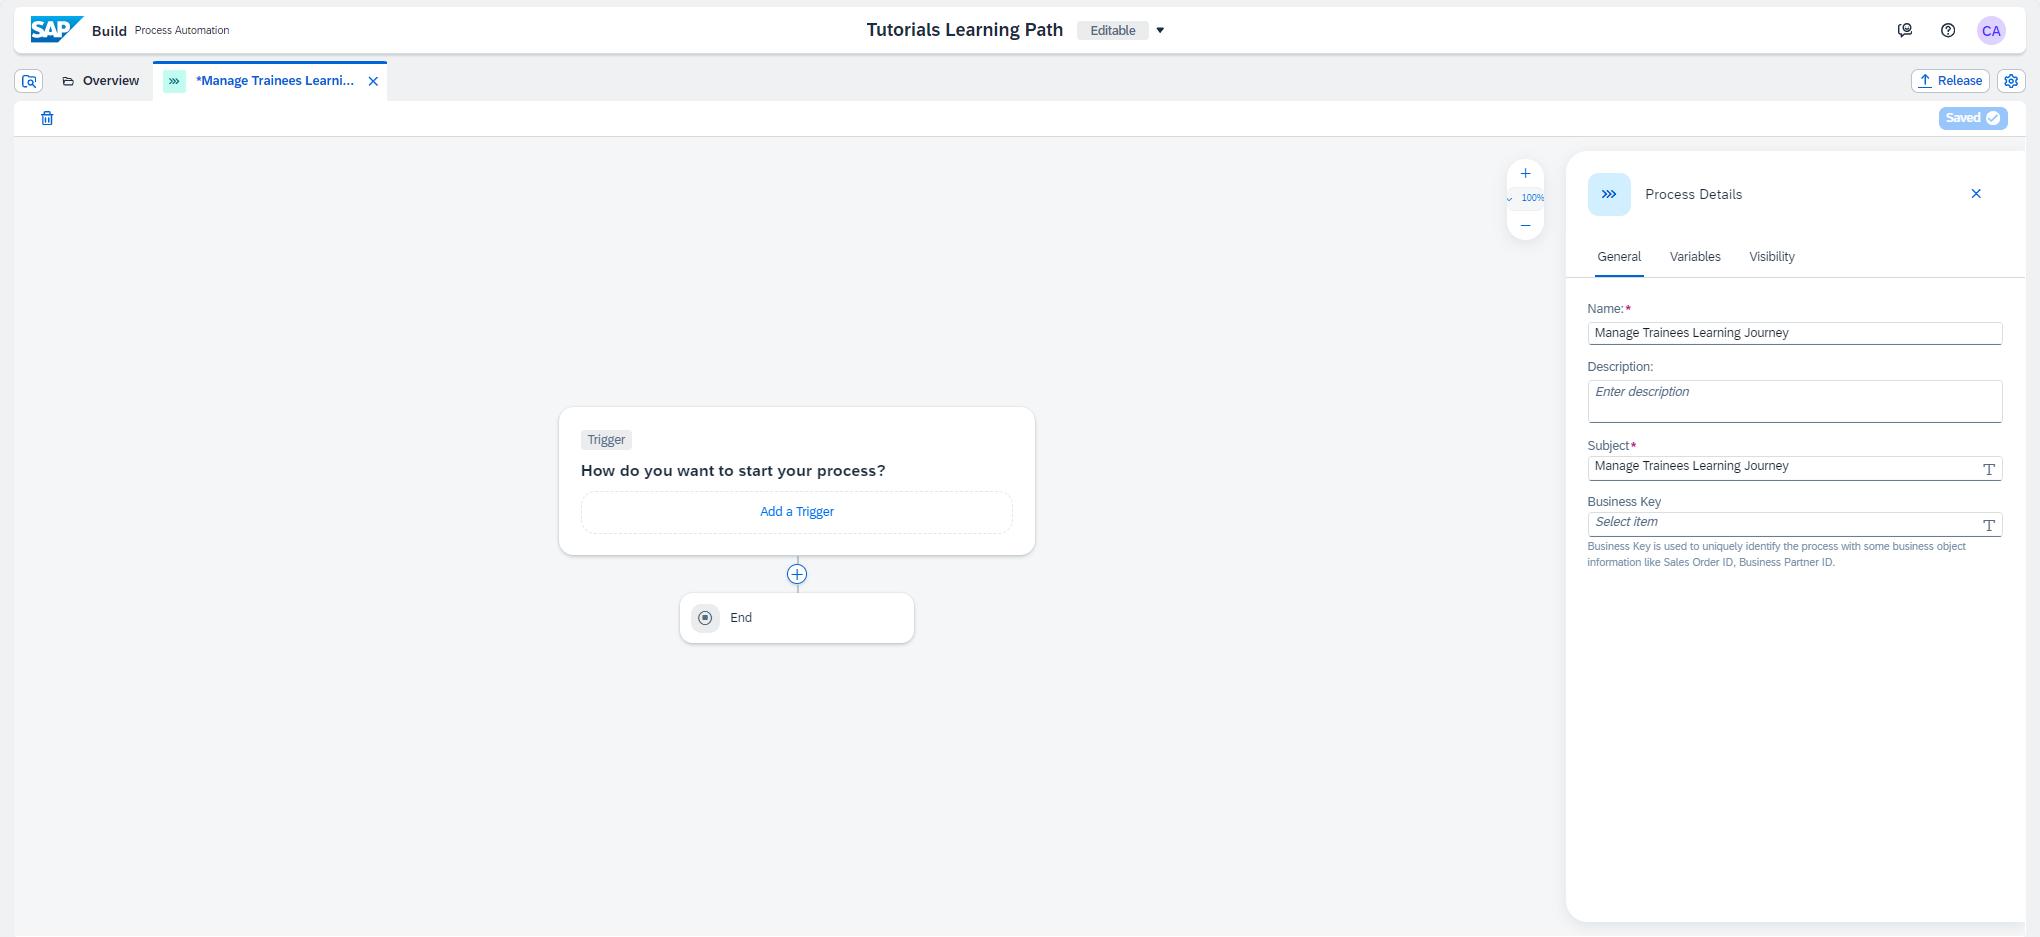 SAP Build Process Automation
Tutorials Learning Path Editable
CA
Overview
*Manage Trainees Learni...
Release
Saved
100%
Process Details
General Variables Visibility
Name:*
Manage Trainees Learning Journey
Description:
Enter description
Subject*
Manage Trainees Learning Journey
Business Key
Select item
Business Key is used to uniquely identify the process with some business object
information like Sales Order ID, Business Partner ID.
Trigger
How do you want to start your process?
Add a Trigger
End